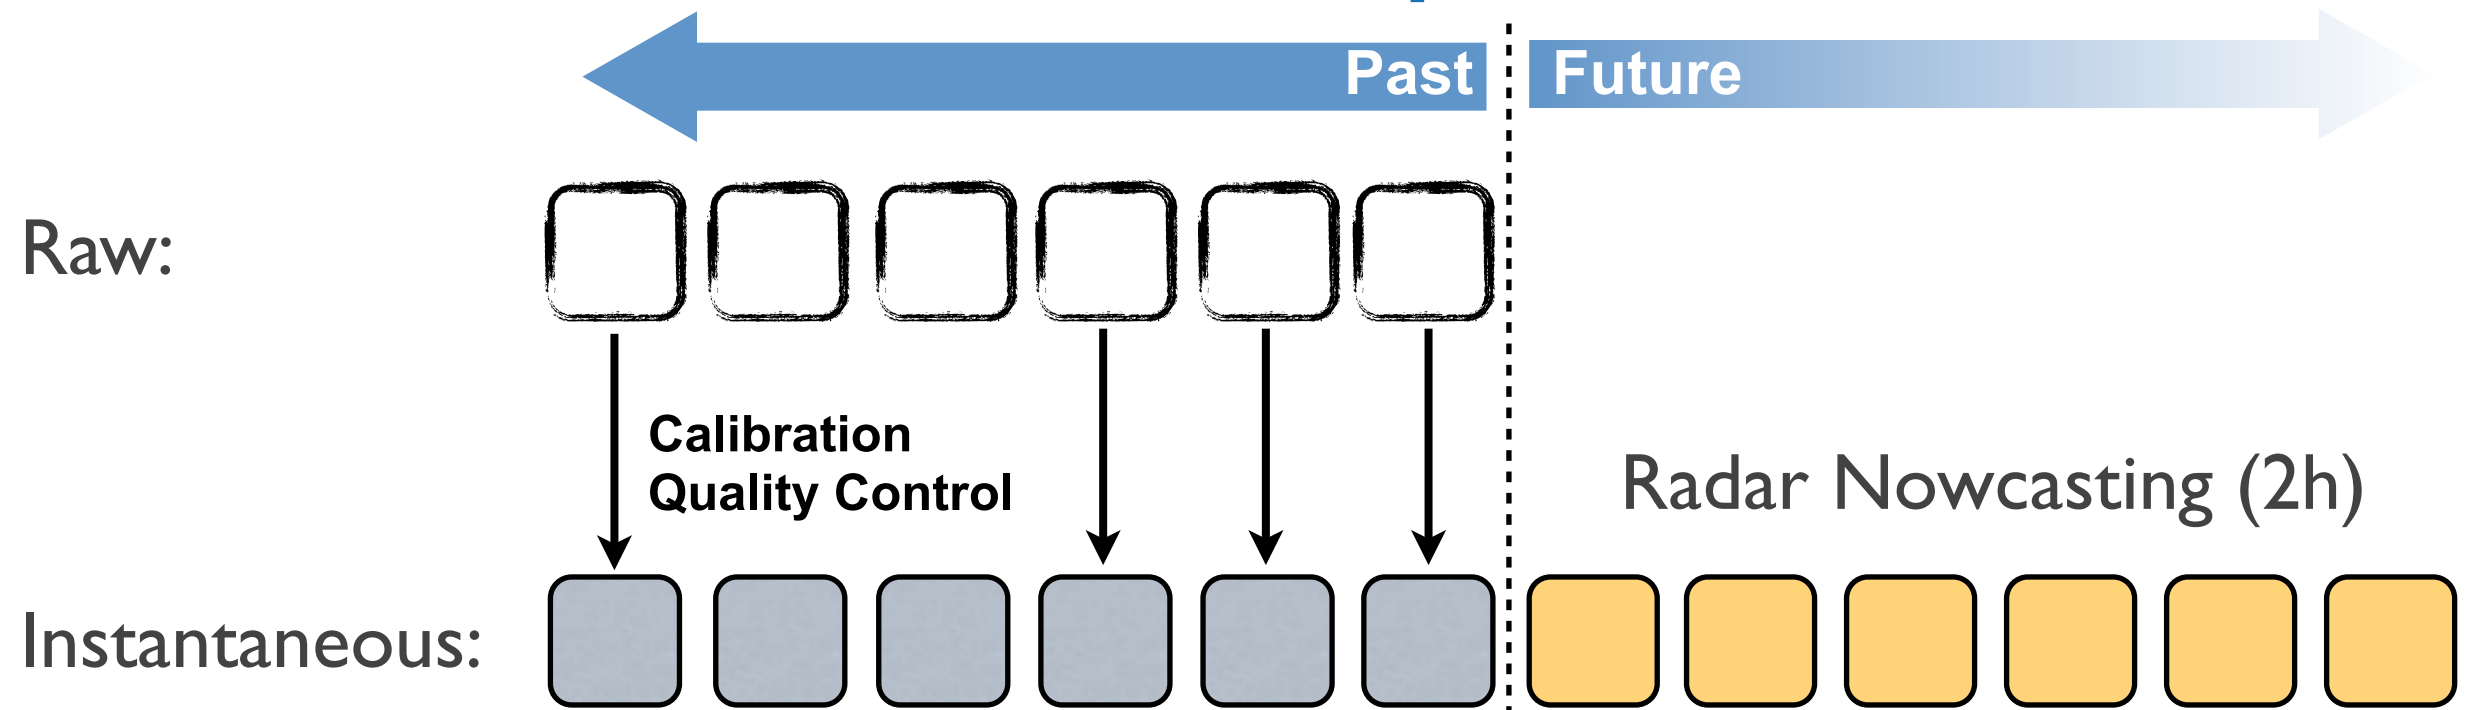 Past
Future
Raw:
Calibration
Quality Control
Radar Nowcasting (2h)
Instantaneous: